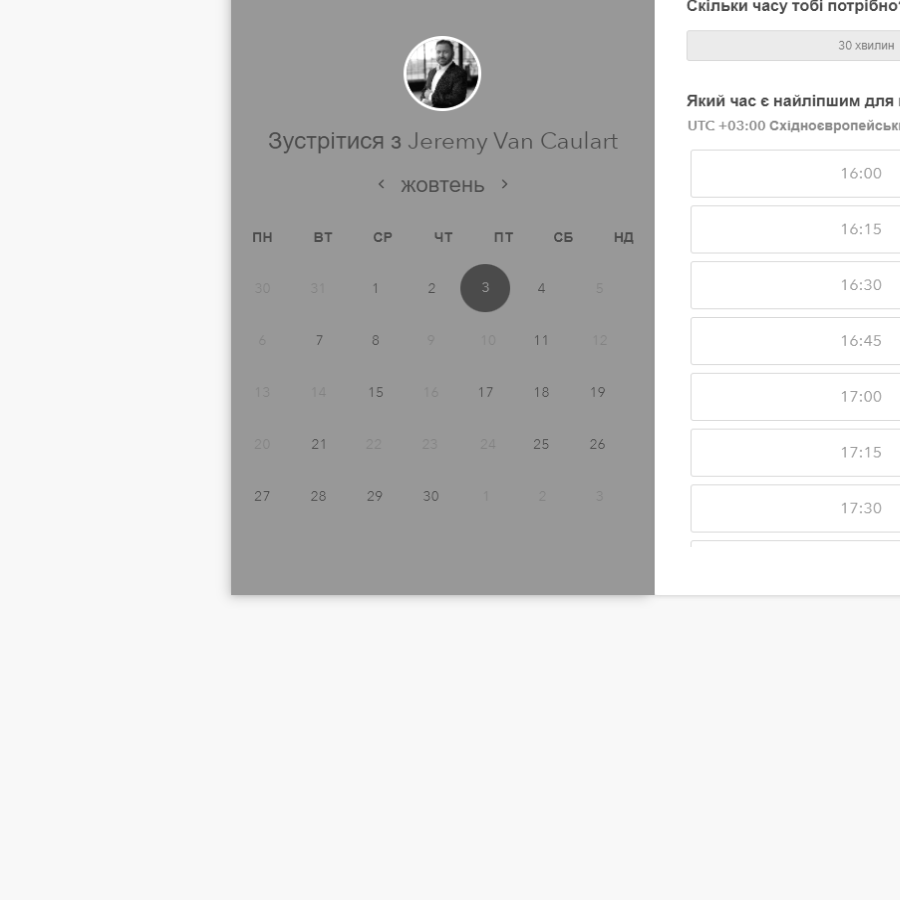 Зустрітися з Jeremy Van Caulart
‹ жовтень ›
ПН ВТ СР ЧТ ПТ СБ НД
30 31 1 2 3 4 5
6 7 8 9 10 11 12
13 14 15 16 17 18 19
20 21 22 23 24 25 26
27 28 29 30 1 2 3
Скільки часу тобі потрібно?
30 хвилин
Який час є найліпшим для
UTC +03:00 Східноєвропейськ
16:00
16:15
16:30
16:45
17:00
17:15
17:30